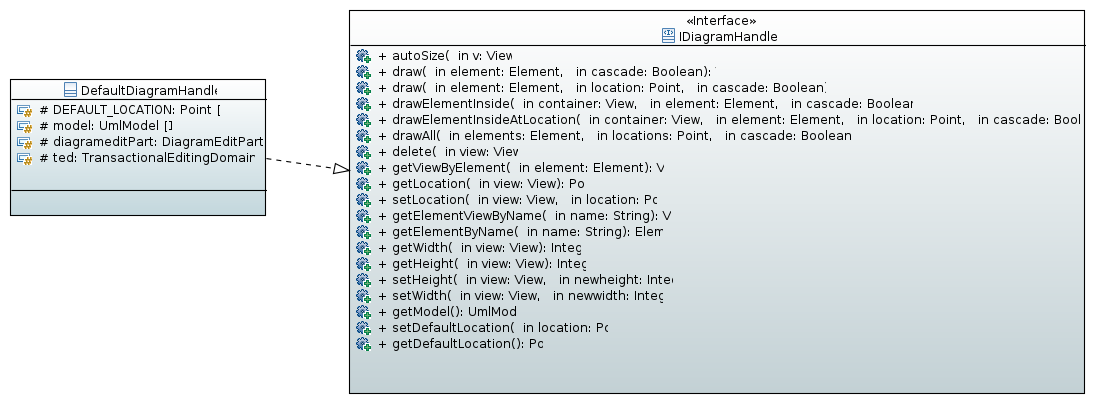 DefaultDiagramHandle
# DEFAULT_LOCATION: Point [
# model: UmlModel []
# diagrameditPart: DiagramEditPart
# ted: TransactionalEditingDomain
«Interface»
IDiagramHandle
+ autoSize( in v: View
+ draw( in element: Element, in cascade: Boolean):
+ draw( in element: Element, in location: Point, in cascade: Boolean)
+ drawElementInside( in container: View, in element: Element, in cascade: Boolean
+ drawElementInsideAtLocation( in container: View, in element: Element, in location: Point, in cascade: Bool
+ drawAll( in elements: Element, in locations: Point, in cascade: Boolean
+ delete( in view: View
+ getViewByElement( in element: Element): V
+ getLocation( in view: View): Po
+ setLocation( in view: View, in location: Po
+ getElementViewByName( in name: String): V
+ getElementByName( in name: String): Elem
+ getWidth( in view: View): Integ
+ getHeight( in view: View): Integ
+ setHeight( in view: View, in newheight: Integ
+ setWidth( in view: View, in newwidth: Integ
+ getModel(): UmlMod
+ setDefaultLocation( in location: Po
+ getDefaultLocation(): Po